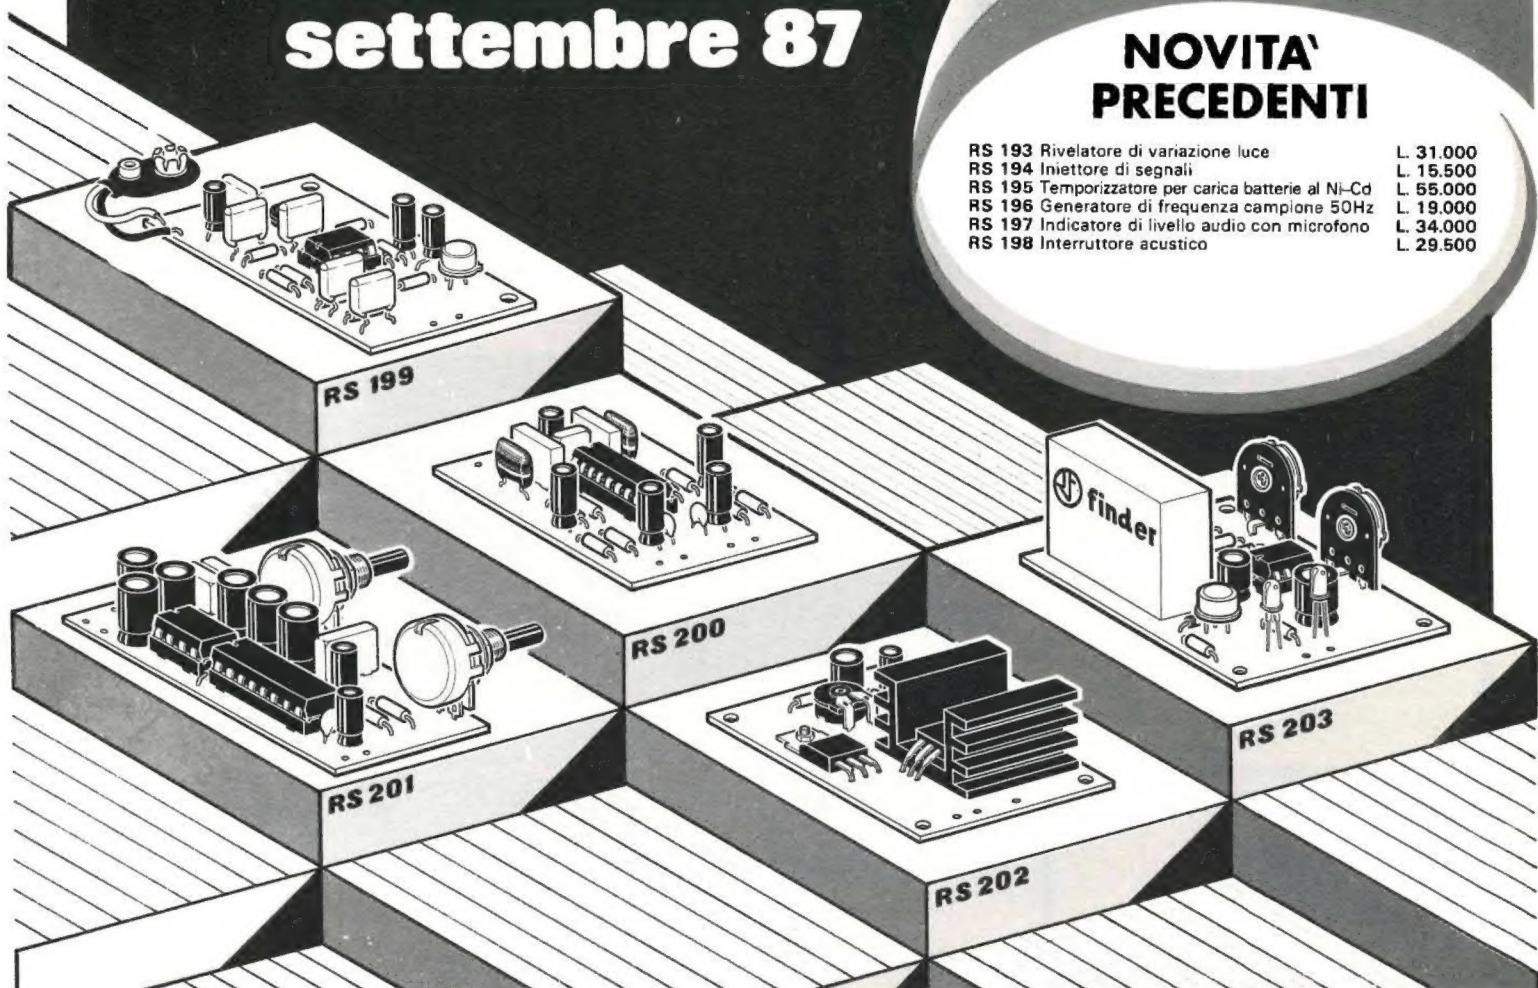 settembre 87
NOVITA'
PRECEDENTI
RS 193 Rivelatore di variazione luce L. 31.000
RS 194 Iniettore di segnali L. 15.500
RS 195 Temporizzatore per carica batterie al Ni-Cd L. 55.000
RS 196 Generatore di frequenza campione 50Hz L. 19.000
RS 197 Indicatore di livello audio con microfono L. 34.000
RS 198 Interruttore acustico L. 29.500
RS 199
finder
RS 200
RS 203
RS 201
RS 202